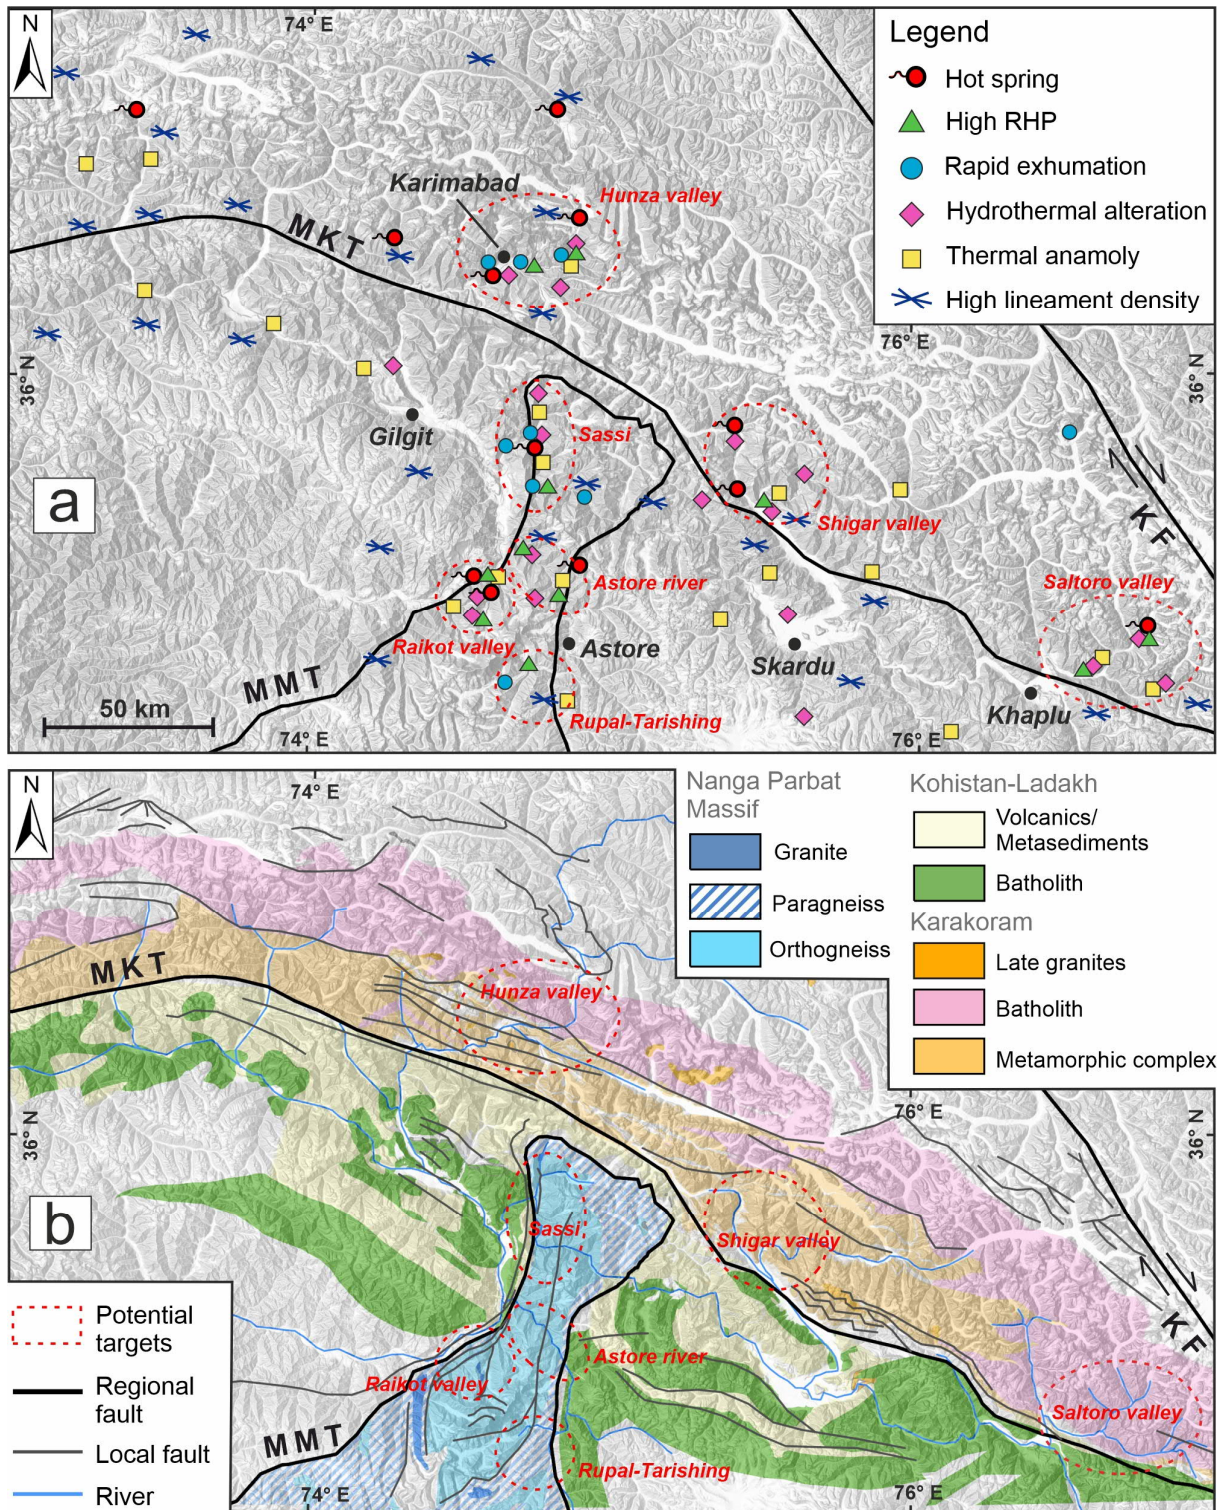 N
74° E
Legend
Hot spring
High RHP
Rapid exhumation
Hydrothermal alteration
Thermal anamoly
High lineament density
Karimabad
Hunza valley
MKT
76° E
36° N
36° N
Gilgit
Sassi
a
Shigar valley
KF
Astore river
Saltoro valley
Raikot valley
Astore
Skardu
MMT
Khaplu
50 km
Rupal-Tarishing
74° E
76° E
N
74° E
Nanga Parbat
Massif
Granite
Paragneiss
Orthogneiss
Kohistan-Ladakh
Volcanics/
Metasediments
Batholith
Karakoram
Late granites
Batholith
Metamorphic complex
MKT
Hunza valley
76° E
36° N
36° N
b
Sassi
Shigar valley
KF
Potential
targets
Regional
fault
Local fault
River
Astore river
Raikot valley
Saltoro valley
MMT
Rupal-Tarishing
74° E
76° E